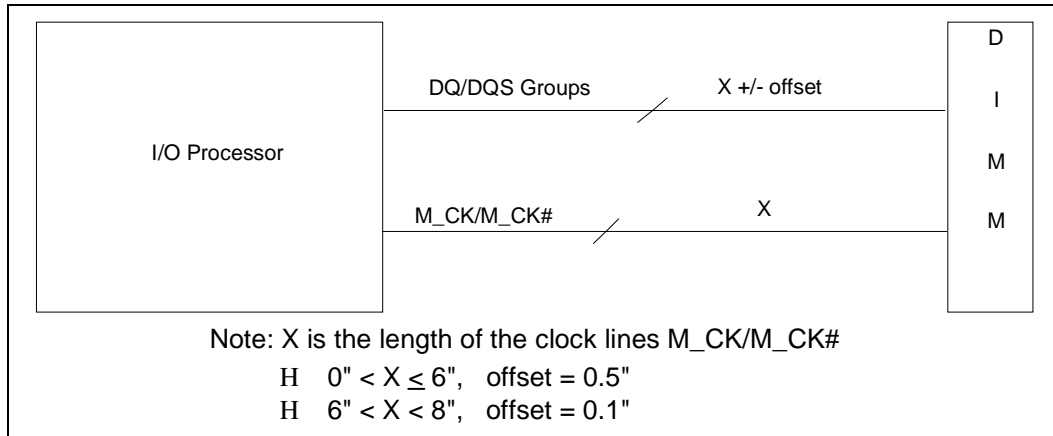 D
DQ/DQS Groups X +/- offset
I
I/O Processor
M
M_CK/M_CK# X
M
Note: X is the length of the clock lines M_CK/M_CK#
H 0" < X ≤ 6", offset = 0.5"
H 6" < X < 8", offset = 0.1"